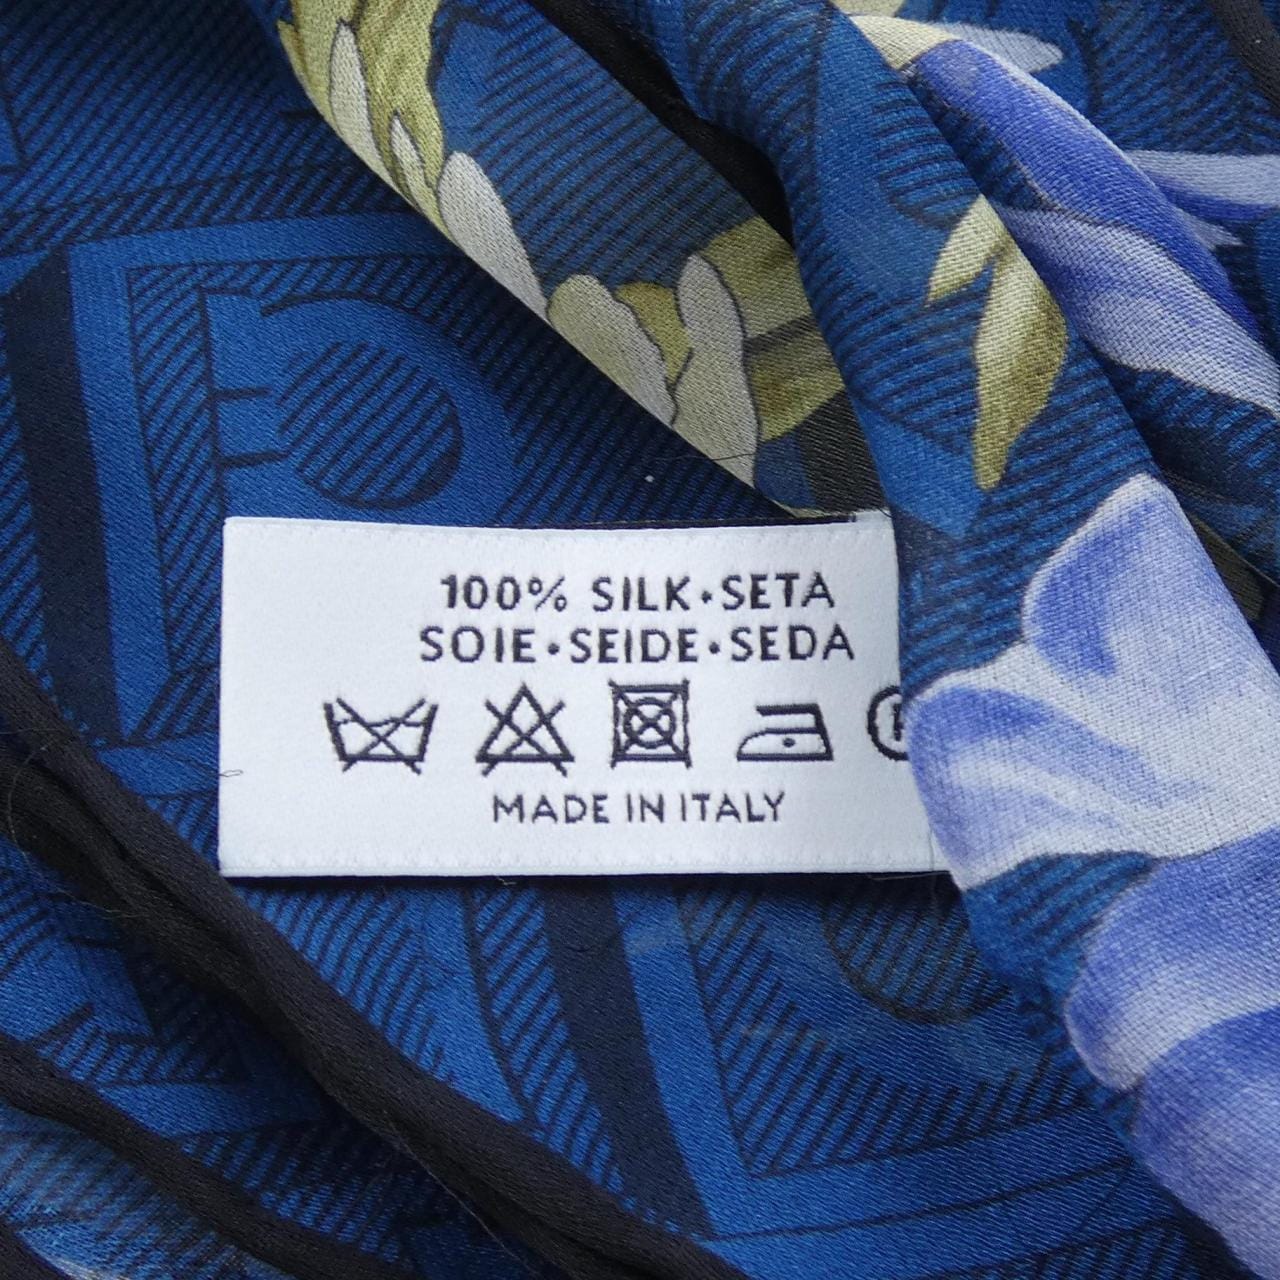 100% SILK•SETA
SOIE•SEIDE•SEDA
MADE IN ITALY